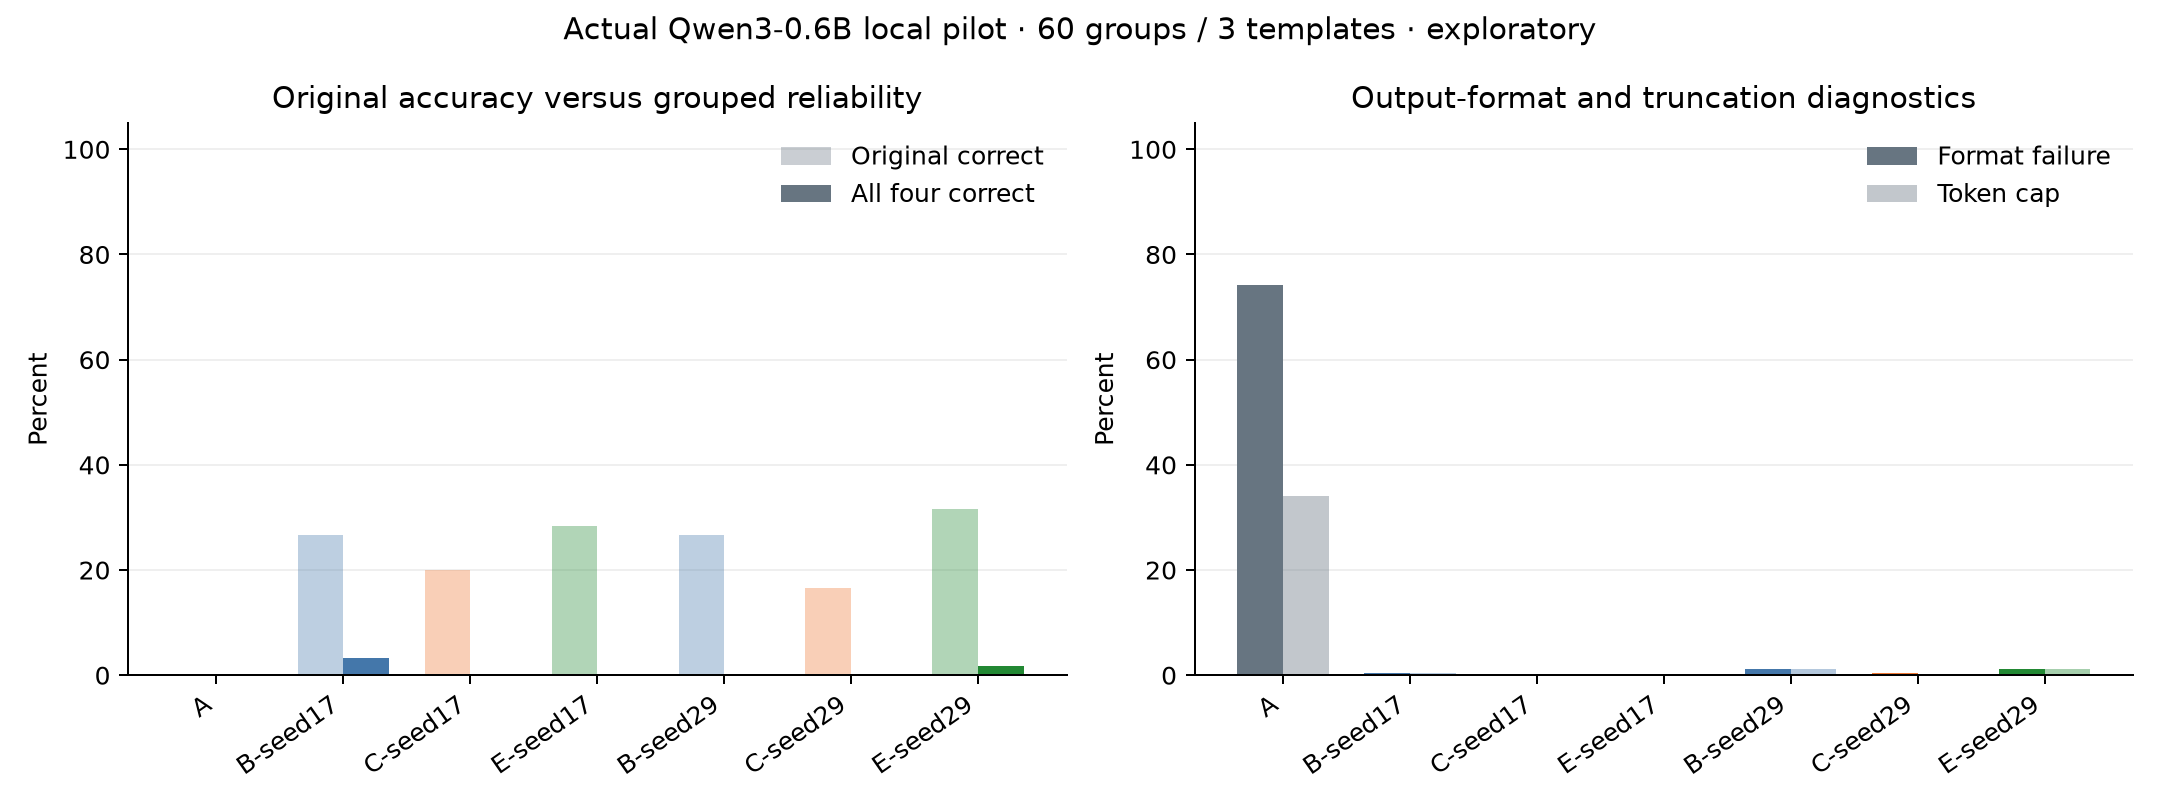 Actual Qwen3-0.6B local pilot · 60 groups / 3 templates · exploratory
Original accuracy versus grouped reliability
Original correct
All four correct
Percent
100
80
60
40
20
0
A
B-seed17
C-seed17
E-seed17
B-seed29
C-seed29
E-seed29
Output-format and truncation diagnostics
Format failure
Token cap
Percent
100
80
60
40
20
0
A
B-seed17
C-seed17
E-seed17
B-seed29
C-seed29
E-seed29